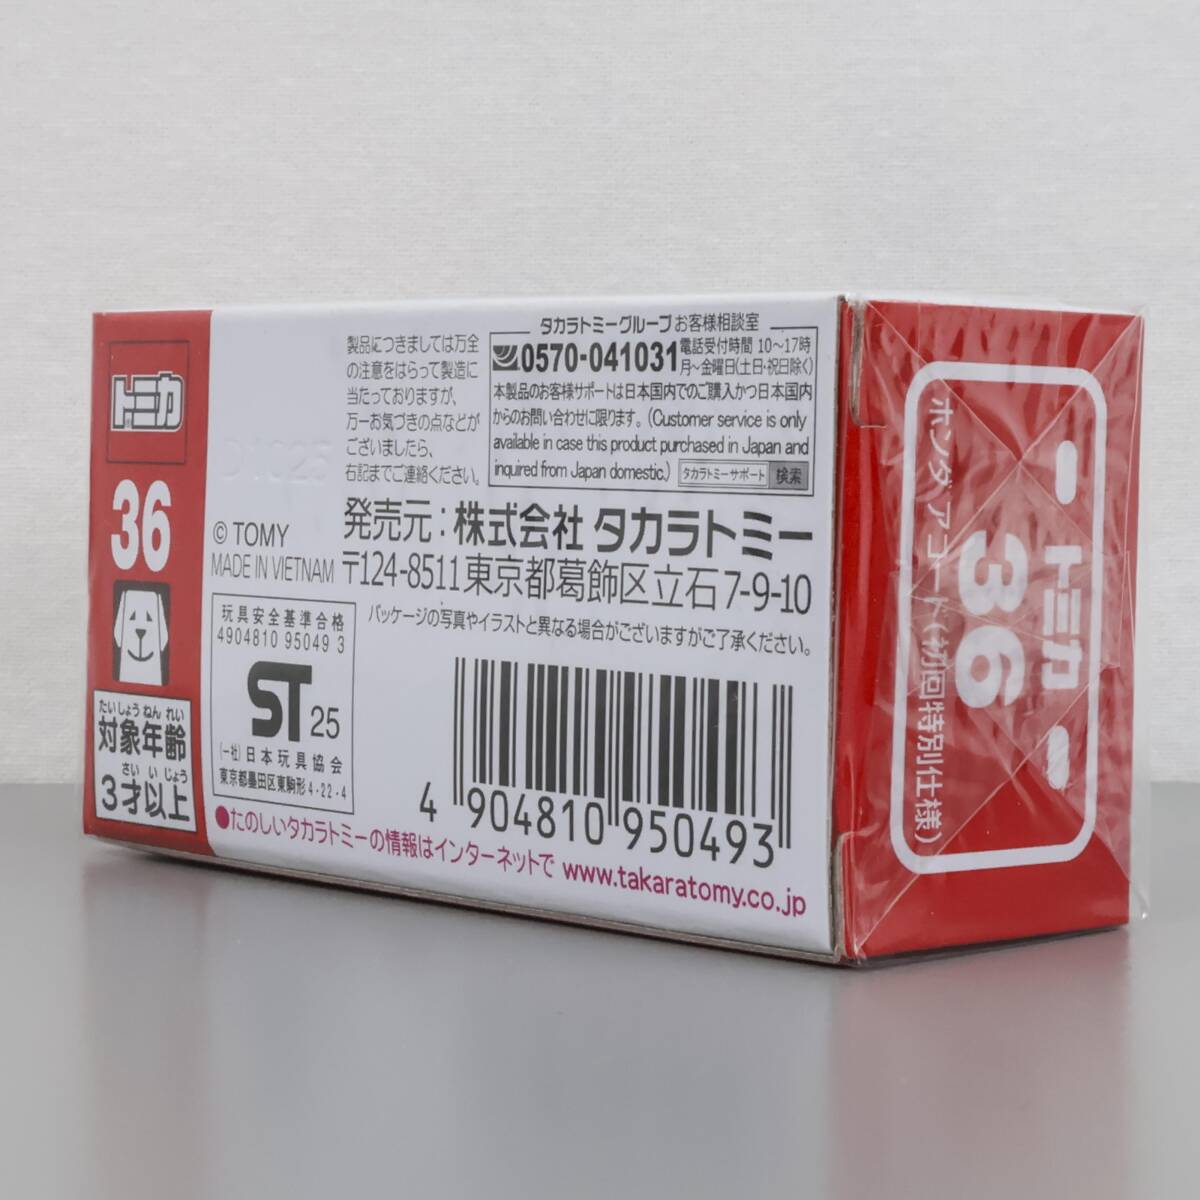 トミカ
36
たいしょうねんれい
対象年齢
さいいじょう
3才以上
製品につきましては万全
の注意をはらって製造に
当たっておりますが、
万一お気づきの点などが
ございましたら、
右記までご連絡ください。
タカラトミーグループお客様相談室
0570-041031
電話受付時間 10〜17時
月〜金曜日(土日・祝日除く)
本製品のお客様サポートは日本国内でのご購入かつ日本国内
からのお問い合わせに限ります。(Customer service is only
available in case this product purchased in Japan and
inquired from Japan domestic.) タカラトミーサポート 検索
© TOMY
MADE IN VIETNAM
発売元:株式会社 タカラトミー
〒124-8511 東京都葛飾区立石7-9-10
パッケージの写真やイラストと異なる場合がございますがご了承ください。
玩具安全基準合格
4904810 95049 3
ST 25
(一社)日本玩具協会
東京都墨田区東駒形4-22-4
4 904810 950493
●たのしいタカラトミーの情報はインターネットで www.takaratomy.co.jp
トミカ
36
ホンダ アコード(初回特別仕様)